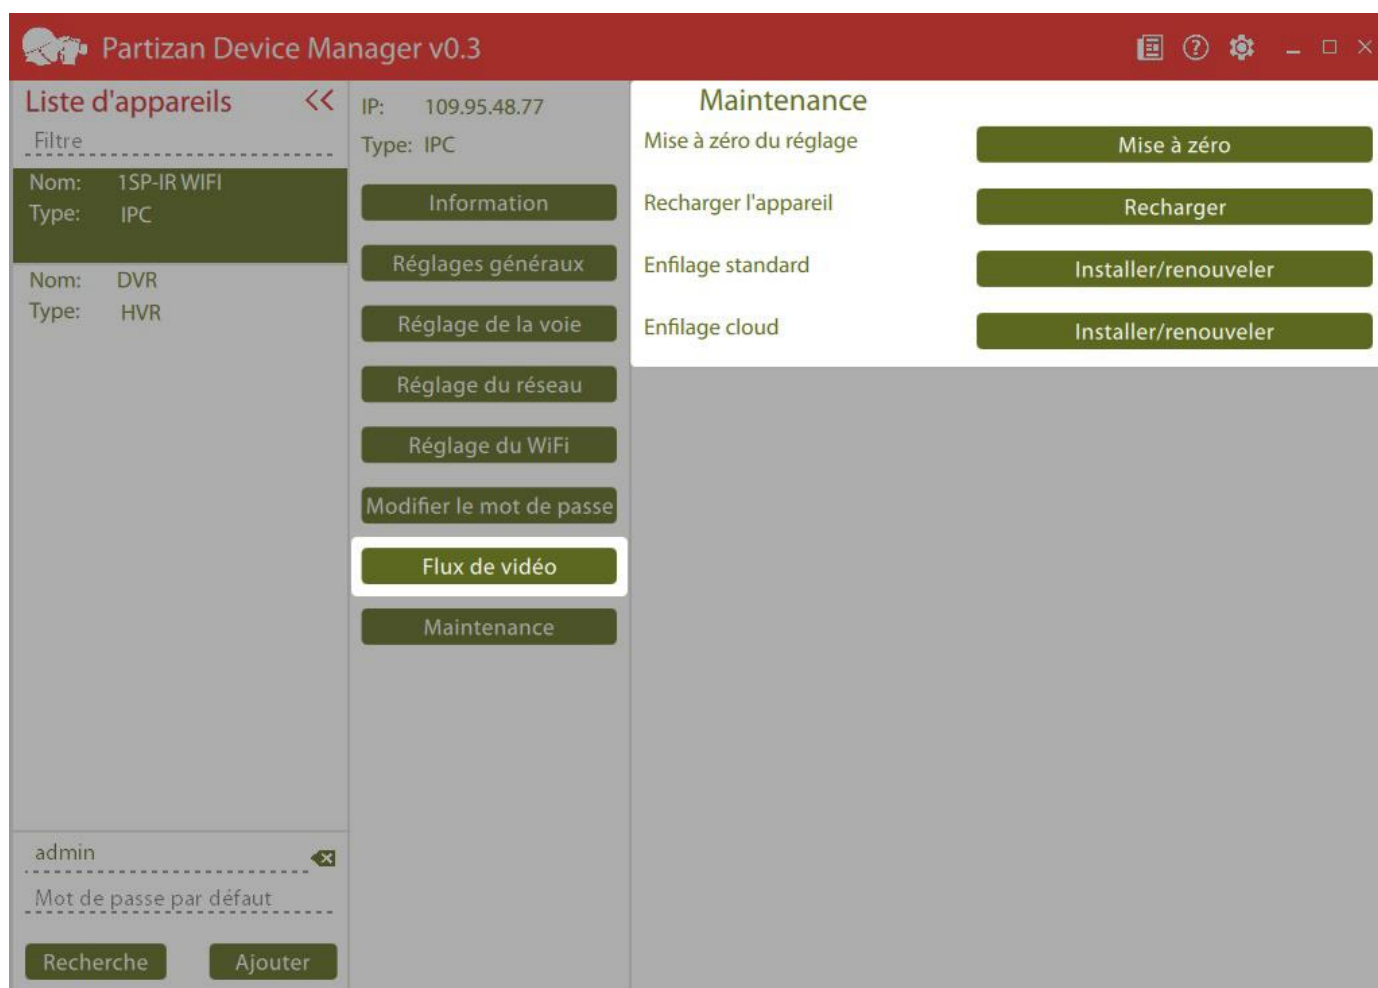 Partizan Device Manager v0.3
Liste d'appareils <<
Filtre
Nom: 1SP-IR WIFI
Type: IPC
Nom: DVR
Type: HVR
admin
Mot de passe par défaut
Recherche Ajouter
IP: 109.95.48.77
Type: IPC
Information
Réglages généraux
Réglage de la voie
Réglage du réseau
Réglage du WiFi
Modifier le mot de passe
Flux de vidéo
Maintenance
Maintenance
Mise à zéro du réglage Mise à zéro
Recharger l'appareil Recharger
Enfilage standard Installer/renouveler
Enfilage cloud Installer/renouveler